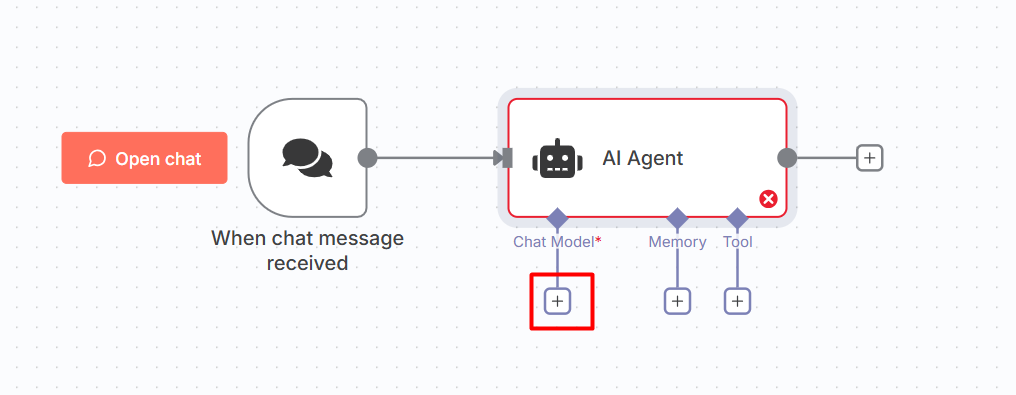 Open chat
When chat message
received
AI Agent
Chat Model*
Memory
Tool